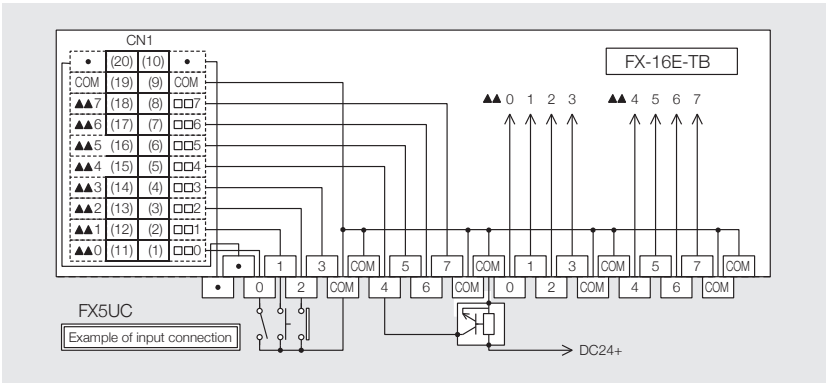 CN1
• (20) (10) •
COM (19) (9) COM
▲▲7 (18) (8) □□7
▲▲6 (17) (7) □□6
▲▲5 (16) (6) □□5
▲▲4 (15) (5) □□4
▲▲3 (14) (4) □□3
▲▲2 (13) (3) □□2
▲▲1 (12) (2) □□1
▲▲0 (11) (1) □□0
FX-16E-TB
▲▲ 0 1 2 3 ▲▲ 4 5 6 7
• 1 3 COM 5 7 COM 1 3 COM 5 7 COM
• 0 2 COM 4 6 COM 0 2 COM 4 6 COM
FX5UC
Example of input connection
DC24+